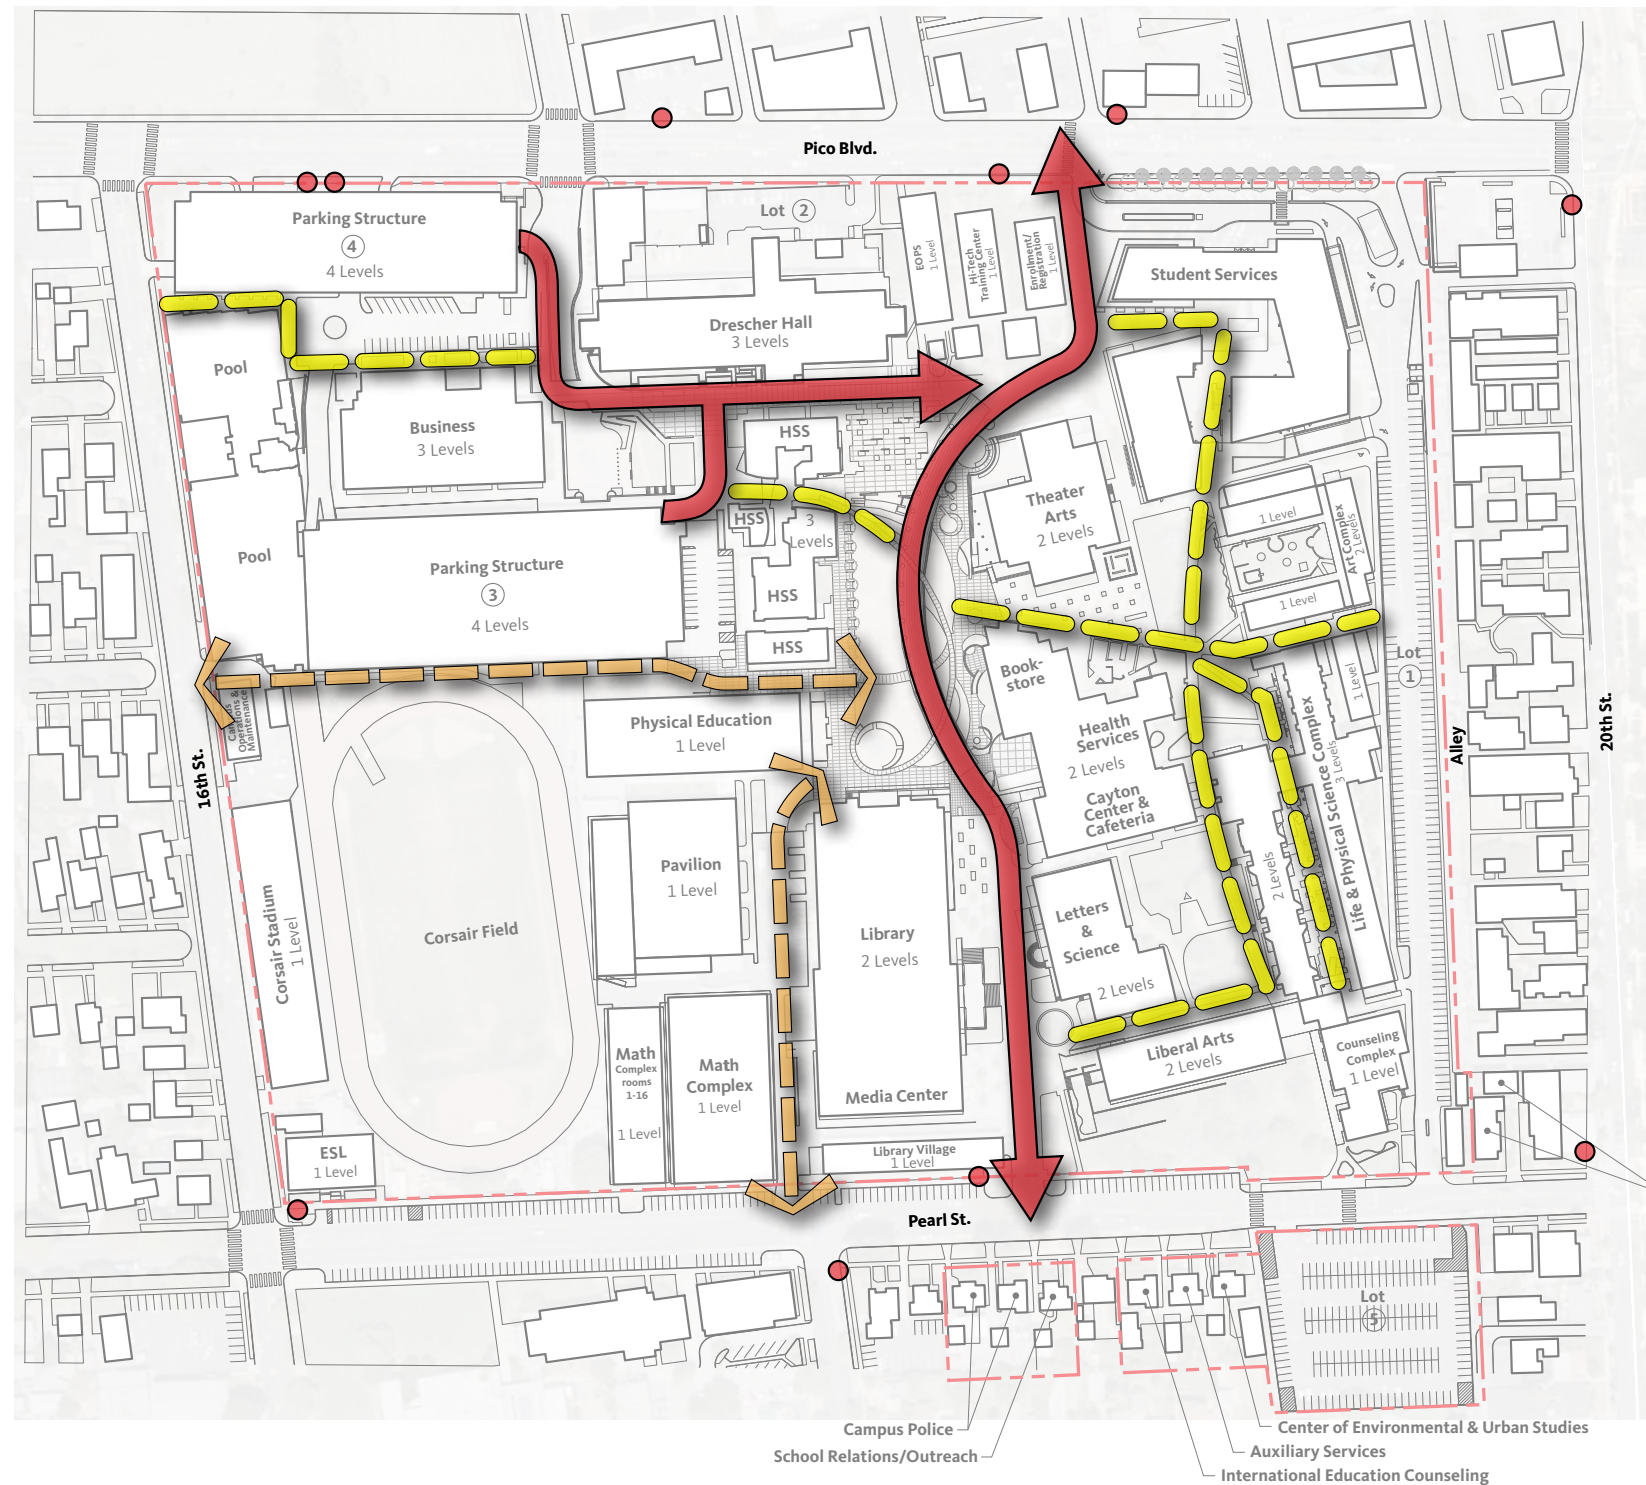 Pico Blvd.
Parking Structure
4
4 Levels
Lot 2
EOPS
1 Level
Hi-Tech
Training Center
1 Level
Enrollment/
Registration
1 Level
Student Services
Drescher Hall
3 Levels
Pool
Business
3 Levels
HSS
HSS
3
Levels
HSS
HSS
Theater
Arts
2 Levels
1 Level
Art Complex
2 Levels
1 Level
Pool
Parking Structure
3
4 Levels
Book-
store
Lot
1
1 Level
Operations &
Maintenance
Physical Education
1 Level
Health
Services
2 Levels
Cayton
Center &
Cafeteria
Life & Physical Science Complex
3 Levels
2 Levels
16th St.
Alley
20th St.
Corsair Stadium
1 Level
Corsair Field
Pavilion
1 Level
Library
2 Levels
Media Center
Letters
&
Science
2 Levels
Math
Complex
rooms
1-16
1 Level
Math
Complex
1 Level
Liberal Arts
2 Levels
Counseling
Complex
1 Level
ESL
1 Level
Library Village
1 Level
Pearl St.
Lot
5
Campus Police
School Relations/Outreach
Center of Environmental & Urban Studies
Auxiliary Services
International Education Counseling